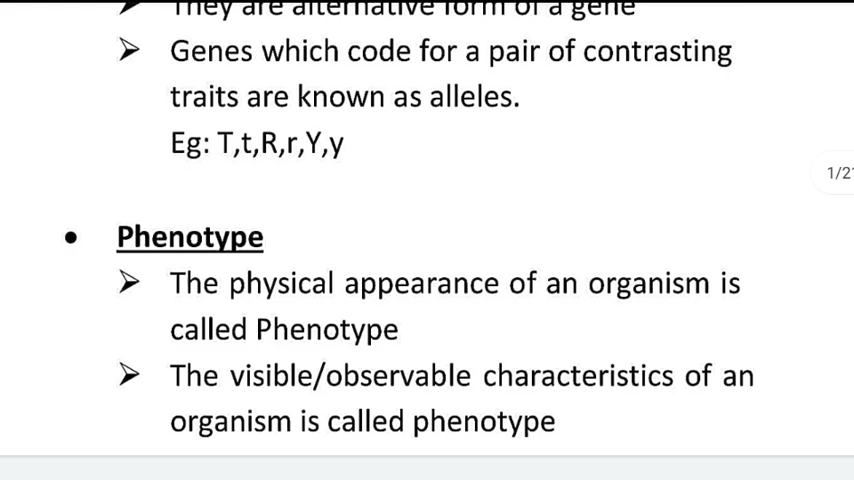 ➢ They are alternative form of a gene
➢ Genes which code for a pair of contrasting
traits are known as alleles.
Eg: T,t,R,r,Y,y
1/21
• Phenotype
➢ The physical appearance of an organism is
called Phenotype
➢ The visible/observable characteristics of an
organism is called phenotype